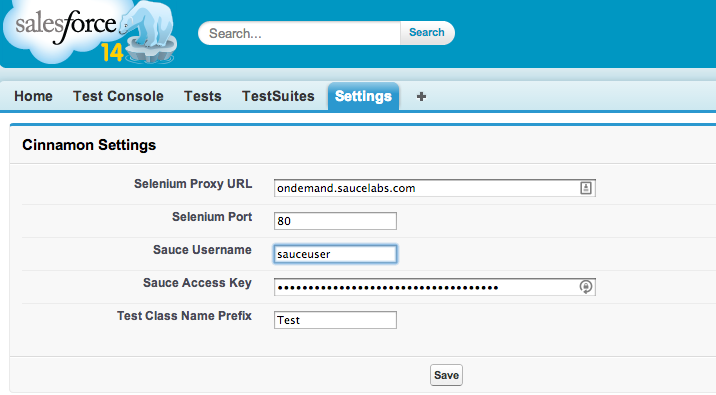 salesforce
14
Search...
Search
Home Test Console Tests TestSuites Settings +
Cinnamon Settings
Selenium Proxy URL ondemand.saucelabs.com
Selenium Port 80
Sauce Username sauceuser
Sauce Access Key ••••••••••••••••••••••••••••••••••••
Test Class Name Prefix Test
Save